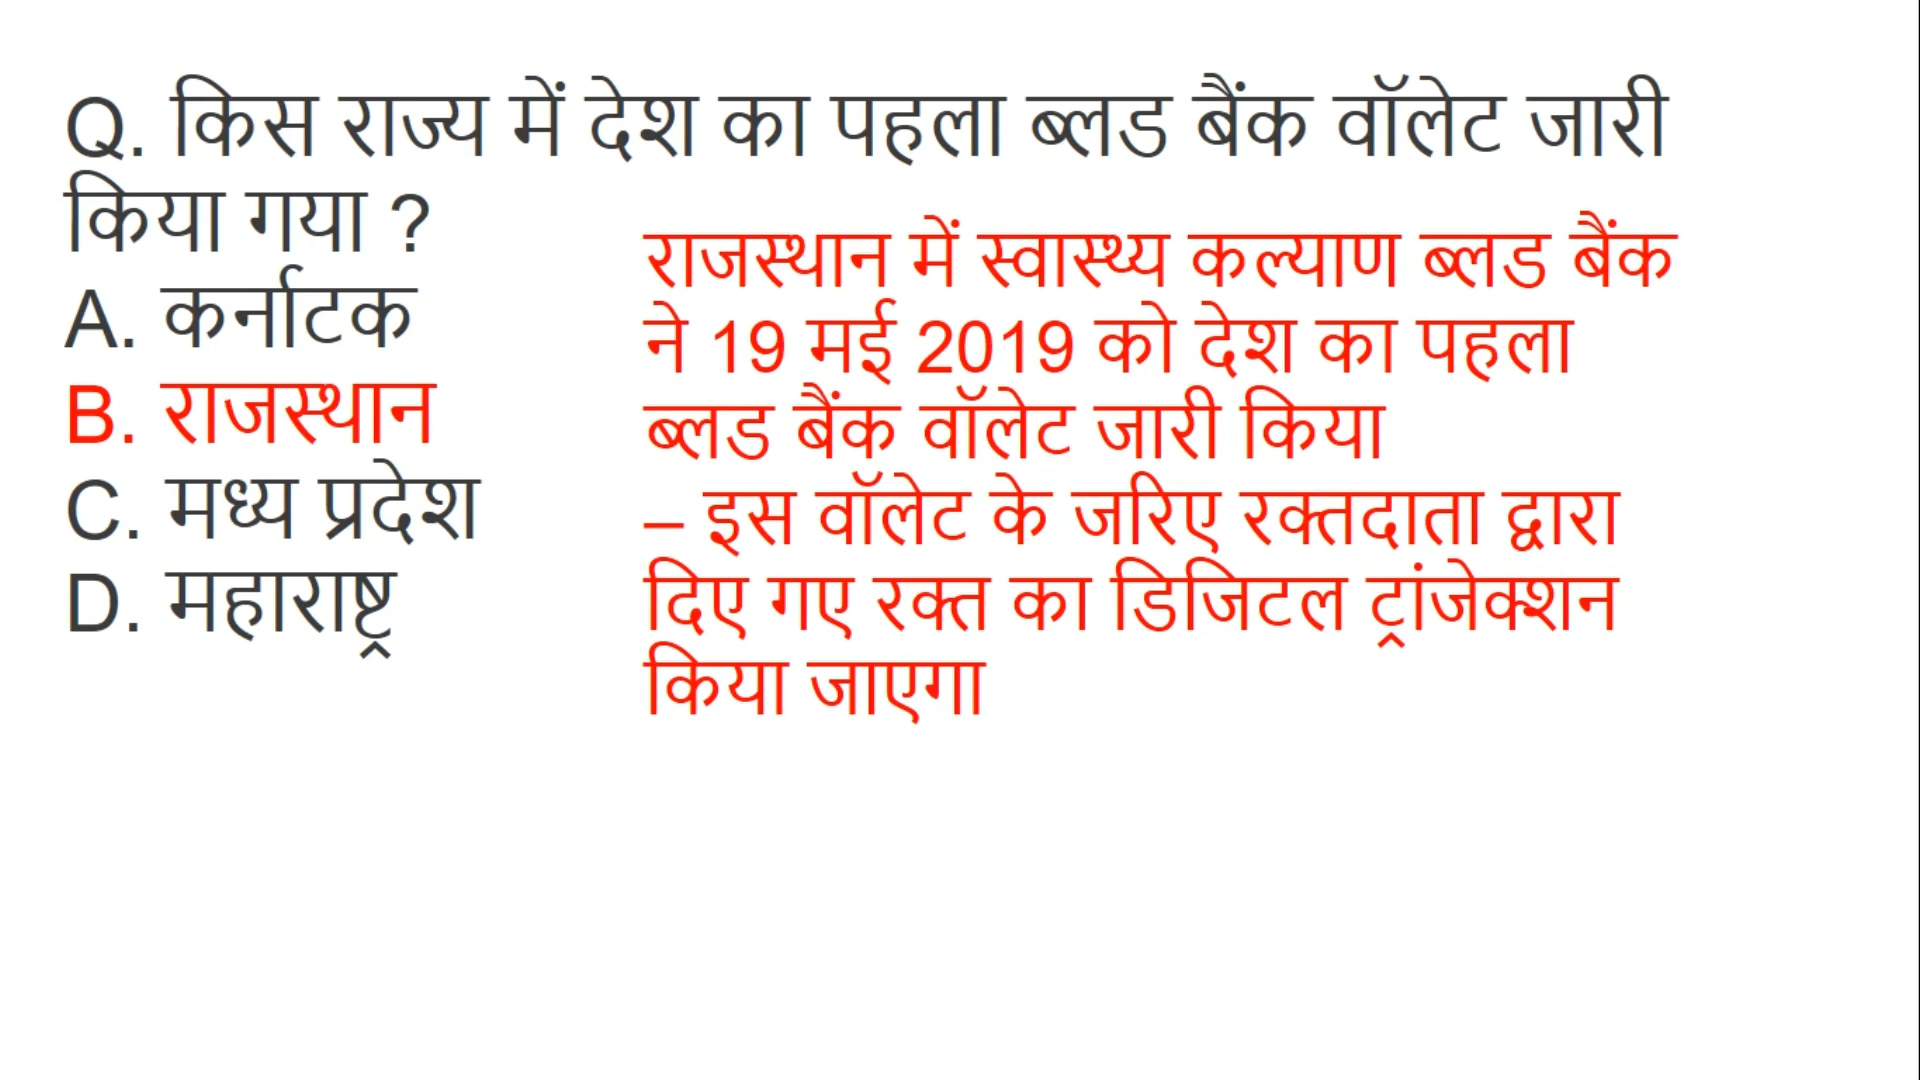 Q. किस राज्य में देश का पहला ब्लड बैंक वॉलेट जारी
किया गया ?
A. कर्नाटक
B. राजस्थान
C. मध्य प्रदेश
D. महाराष्ट्र
राजस्थान में स्वास्थ्य कल्याण ब्लड बैंक
ने 19 मई 2019 को देश का पहला
ब्लड बैंक वॉलेट जारी किया
– इस वॉलेट के जरिए रक्तदाता द्वारा
दिए गए रक्त का डिजिटल ट्रांजेक्शन
किया जाएगा